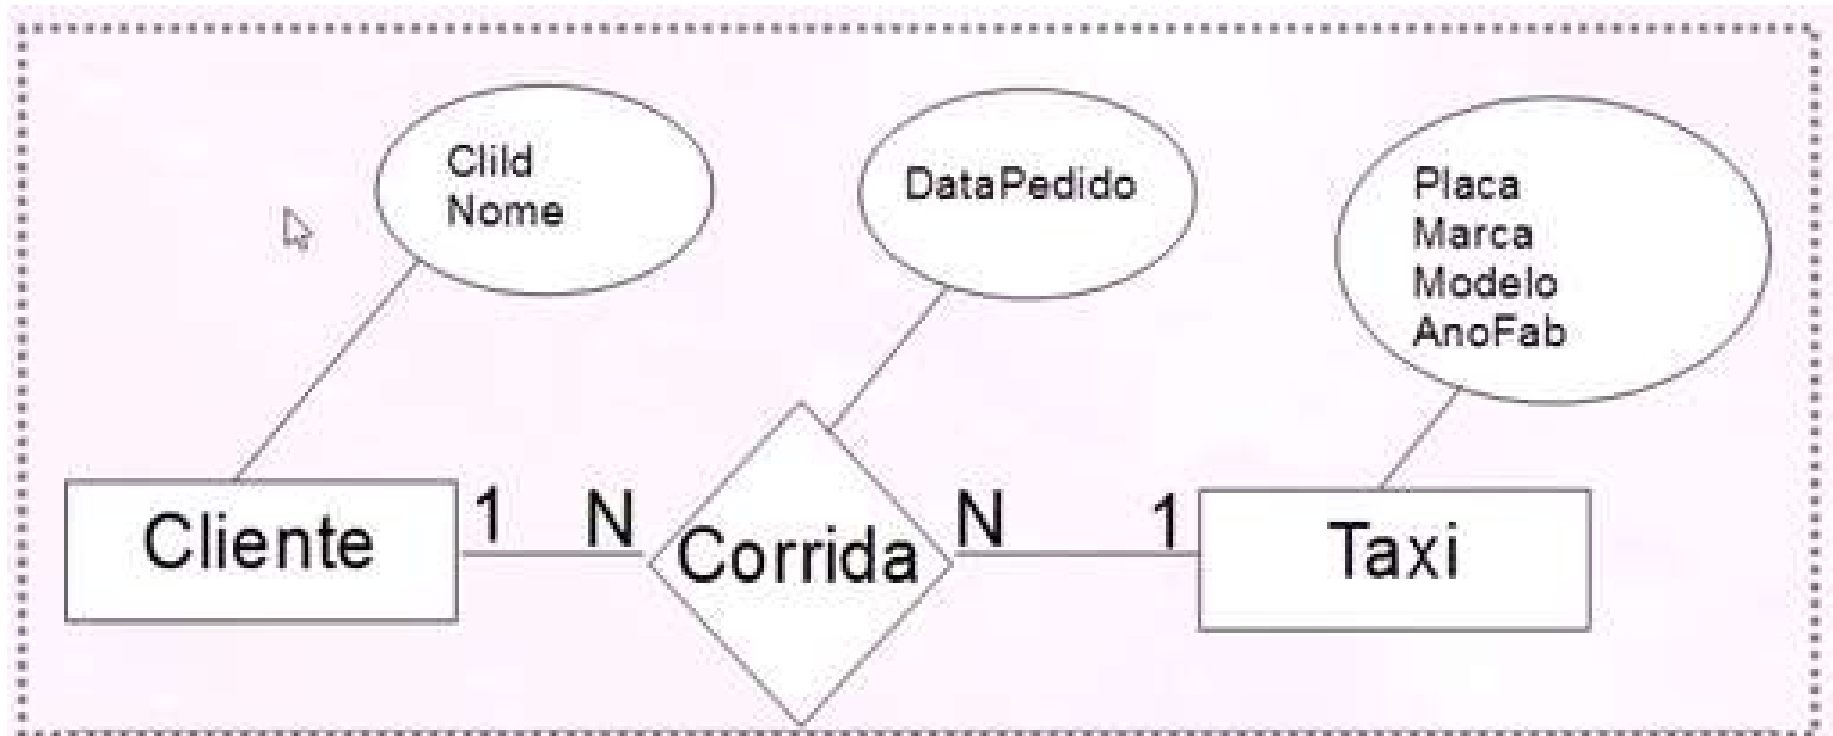 CliId
Nome
DataPedido
Placa
Marca
Modelo
AnoFab
Cliente
1
N
Corrida
N
1
Taxi